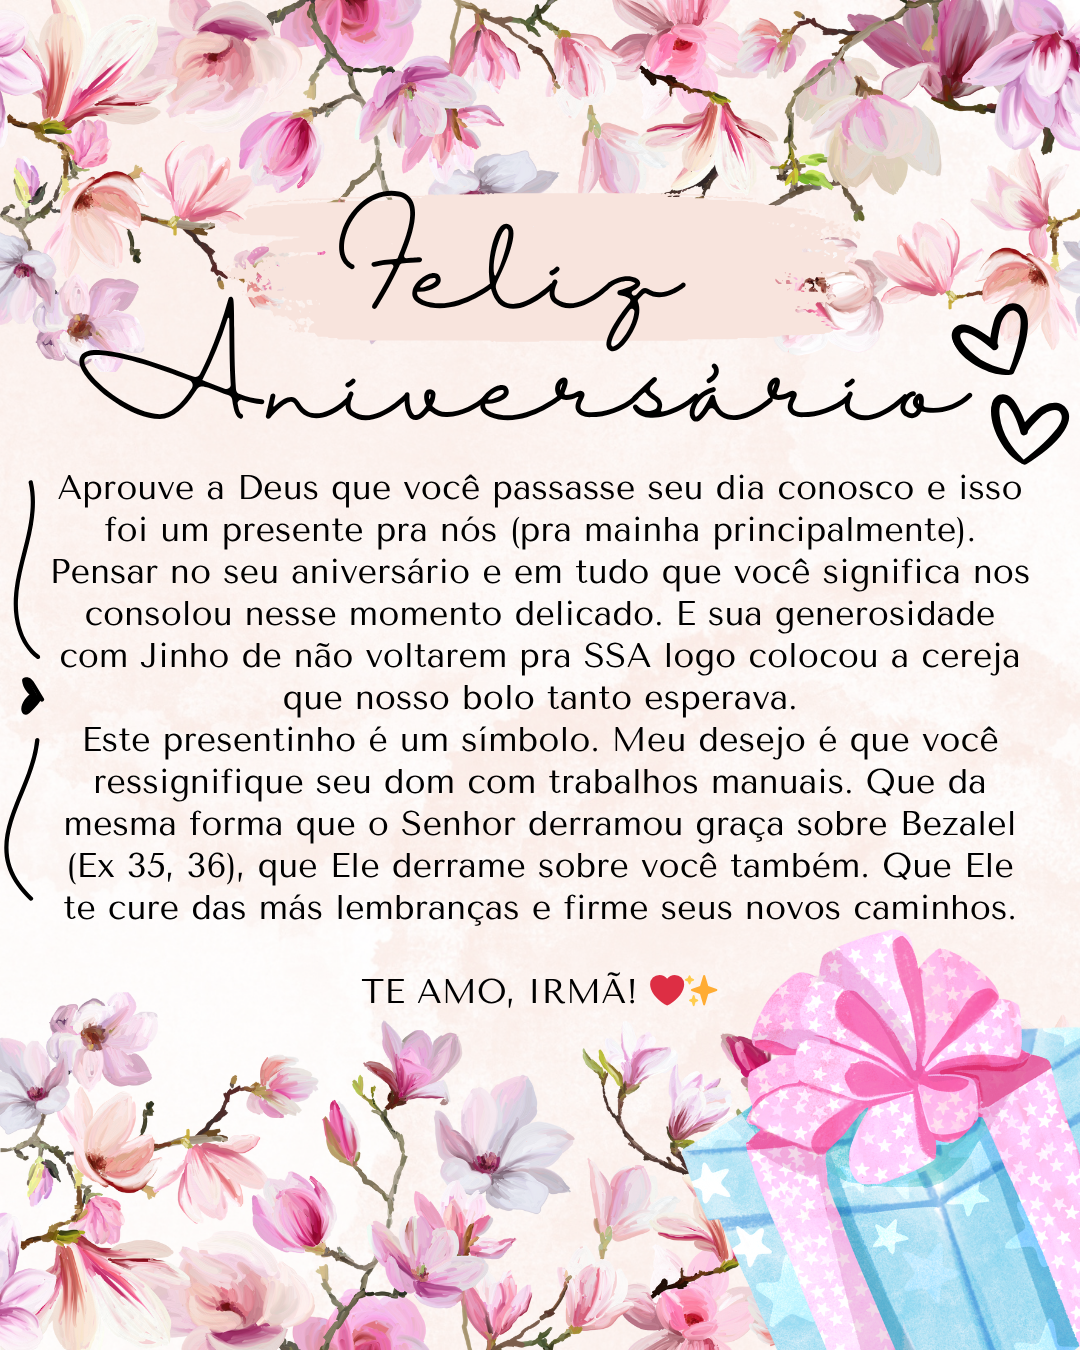 Feliz
Aniversário
Aprouve a Deus que você passasse seu dia conosco e isso
foi um presente pra nós (pra mainha principalmente).
Pensar no seu aniversário e em tudo que você significa nos
consolou nesse momento delicado. E sua generosidade
com Jinho de não voltarem pra SSA logo colocou a cereja
que nosso bolo tanto esperava.
Este presentinho é um símbolo. Meu desejo é que você
ressignifique seu dom com trabalhos manuais. Que da
mesma forma que o Senhor derramou graça sobre Bezalel
(Ex 35, 36), que Ele derrame sobre você também. Que Ele
te cure das más lembranças e firme seus novos caminhos.
TE AMO, IRMÃ! ❤️✨